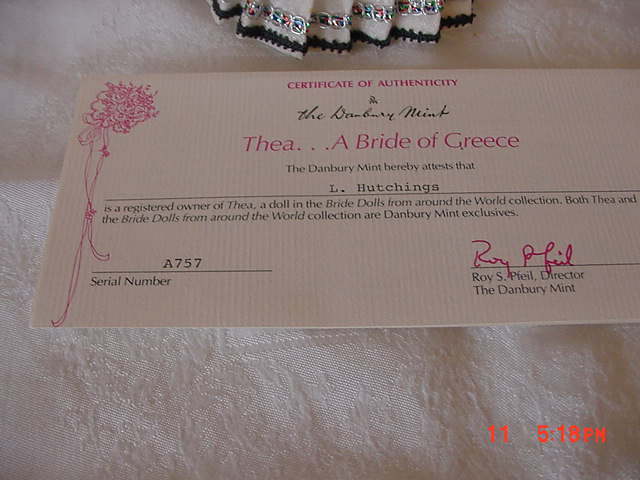 CERTIFICATE OF AUTHENTICITY
the Danbury Mint
Thea. . .A Bride of Greece
The Danbury Mint hereby attests that
L. Hutchings
is a registered owner of Thea, a doll in the Bride Dolls from around the World collection. Both Thea and
the Bride Dolls from around the World collection are Danbury Mint exclusives.
A757
Serial Number
Roy S. Pfeil
Roy S. Pfeil, Director
The Danbury Mint
11 5:18PM